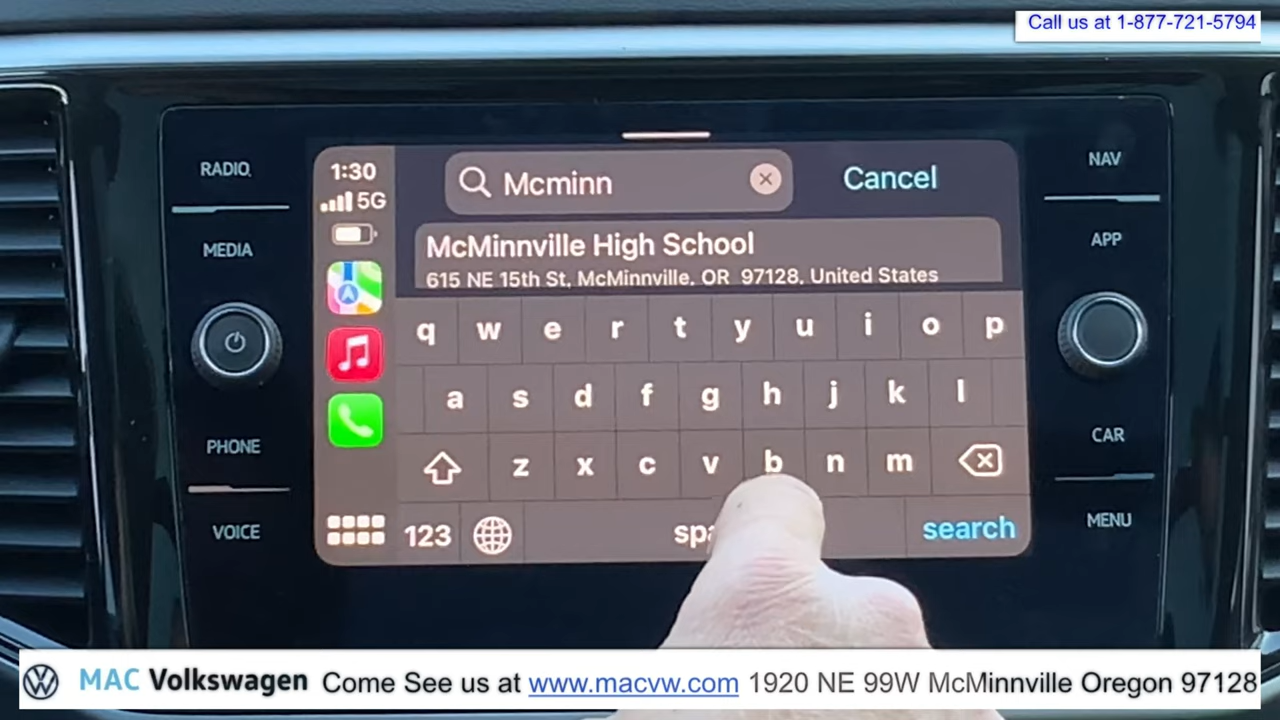 Call us at 1-877-721-5794
RADIO
MEDIA
PHONE
VOICE
1:30
5G
Mcminn
Cancel
McMinnville High School
615 NE 15th St, McMinnville, OR 97128, United States
q w e r t y u i o p
a s d f g h j k l
z x c v b n m
123
search
NAV
APP
CAR
MENU
MAC Volkswagen Come See us at www.macvw.com 1920 NE 99W McMinnville Oregon 97128